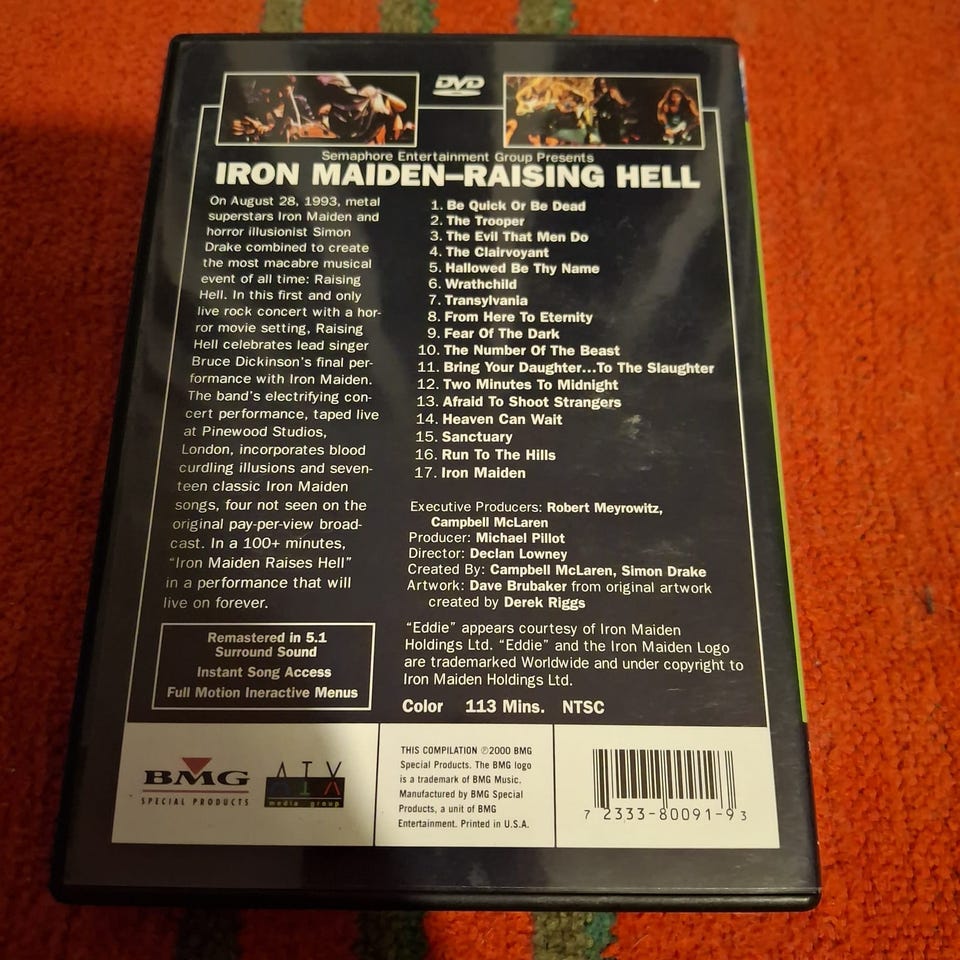 DVD
Semaphore Entertainment Group Presents
IRON MAIDEN–RAISING HELL
On August 28, 1993, metal
superstars Iron Maiden and
horror illusionist Simon
Drake combined to create
the most macabre musical
event of all time: Raising
Hell. In this first and only
live rock concert with a hor-
ror movie setting, Raising
Hell celebrates lead singer
Bruce Dickinson's final per-
formance with Iron Maiden.
The band's electrifying con-
cert performance, taped live
at Pinewood Studios,
London, incorporates blood
curdling illusions and seven-
teen classic Iron Maiden
songs, four not seen on the
original pay-per-view broad-
cast. In a 100+ minutes,
“Iron Maiden Raises Hell”
in a performance that will
live on forever.
Remastered in 5.1
Surround Sound
Instant Song Access
Full Motion Ineractive Menus
1. Be Quick Or Be Dead
2. The Trooper
3. The Evil That Men Do
4. The Clairvoyant
5. Hallowed Be Thy Name
6. Wrathchild
7. Transylvania
8. From Here To Eternity
9. Fear Of The Dark
10. The Number Of The Beast
11. Bring Your Daughter...To The Slaughter
12. Two Minutes To Midnight
13. Afraid To Shoot Strangers
14. Heaven Can Wait
15. Sanctuary
16. Run To The Hills
17. Iron Maiden
Executive Producers: Robert Meyrowitz,
Campbell McLaren
Producer: Michael Pillot
Director: Declan Lowney
Created By: Campbell McLaren, Simon Drake
Artwork: Dave Brubaker from original artwork
created by Derek Riggs
“Eddie” appears courtesy of Iron Maiden
Holdings Ltd. “Eddie” and the Iron Maiden Logo
are trademarked Worldwide and under copyright to
Iron Maiden Holdings Ltd.
Color 113 Mins. NTSC
BMG
SPECIAL PRODUCTS
AIX
media group
THIS COMPILATION ℗2000 BMG
Special Products. The BMG logo
is a trademark of BMG Music.
Manufactured by BMG Special
Products, a unit of BMG
Entertainment. Printed in U.S.A.
7 2333-80091-9 3